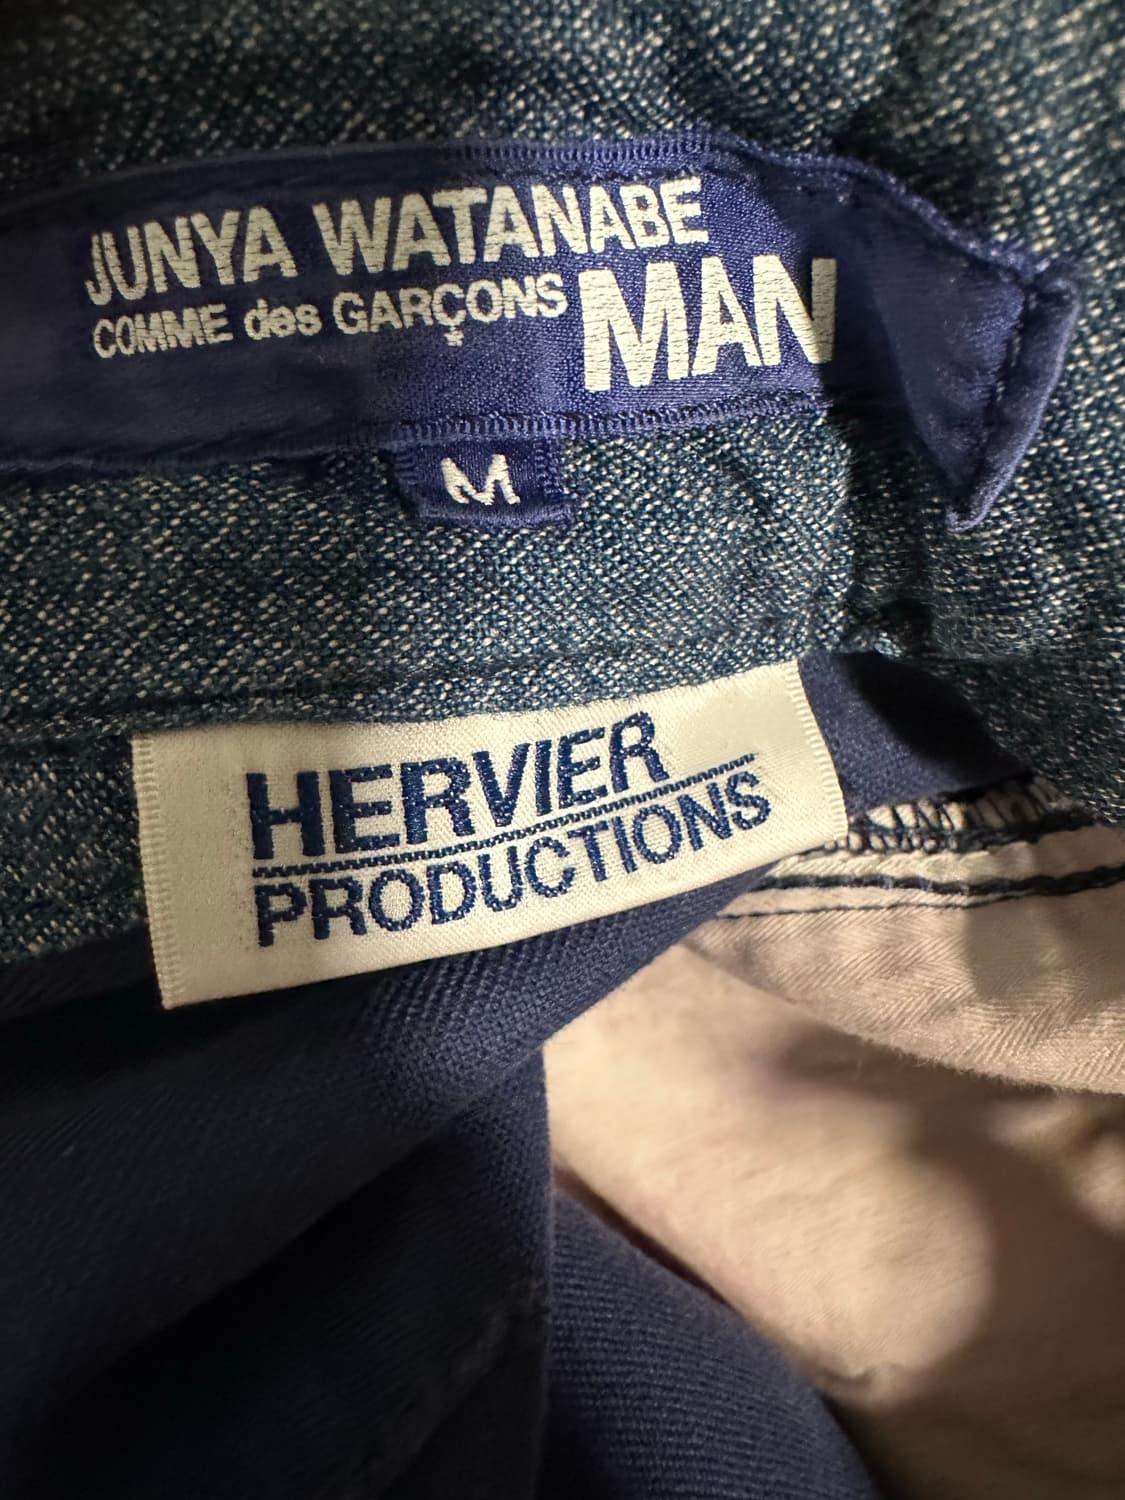 JUNYA WATANABE
COMME des GARÇONS MAN
M
HERVIER
PRODUCTIONS